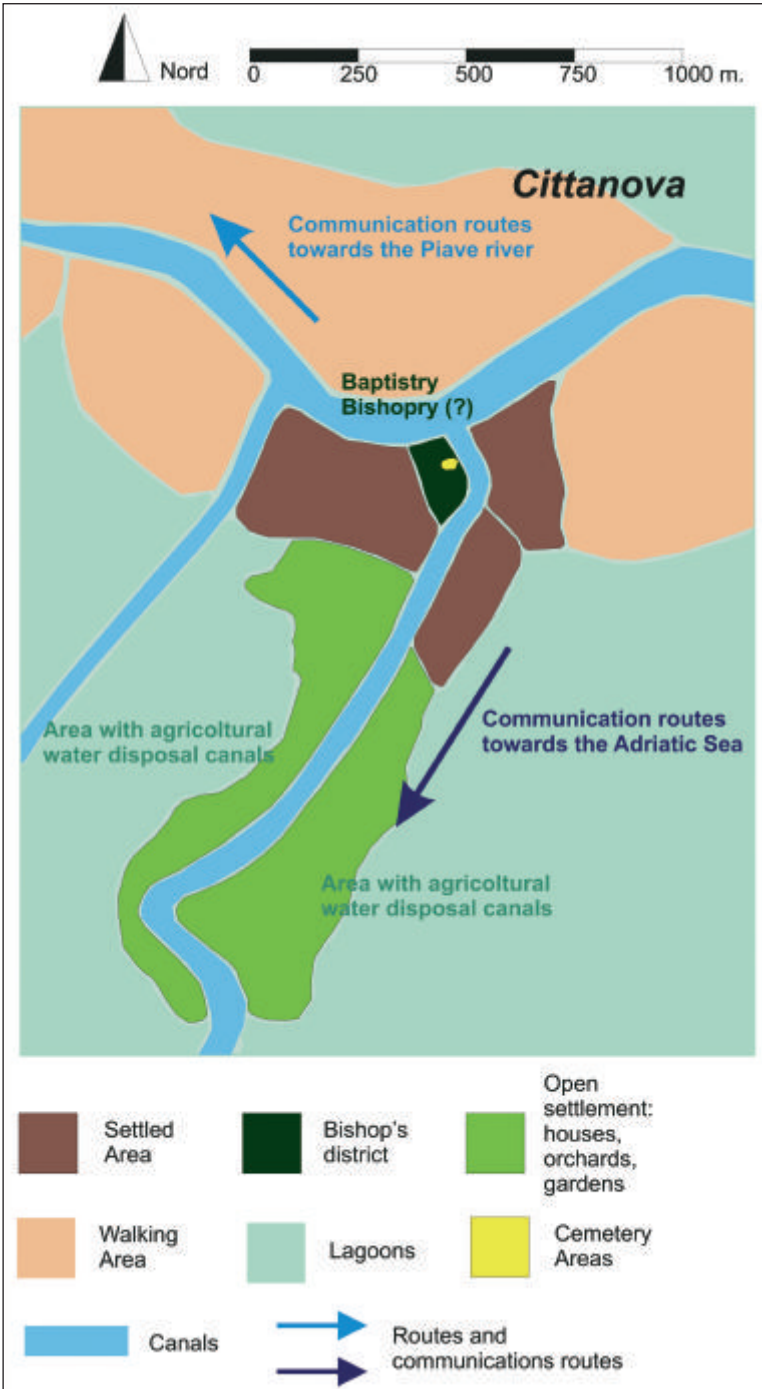 Nord
0 250 500 750 1000 m.
Cittanova
Communication routes
towards the Piave river
Baptistry
Bishopry (?)
Area with agricoltural
water disposal canals
Communication routes
towards the Adriatic Sea
Area with agricoltural
water disposal canals
Settled
Area
Bishop's
district
Open
settlement:
houses,
orchards,
gardens
Walking
Area
Lagoons
Cemetery
Areas
Canals
Routes and
communications routes